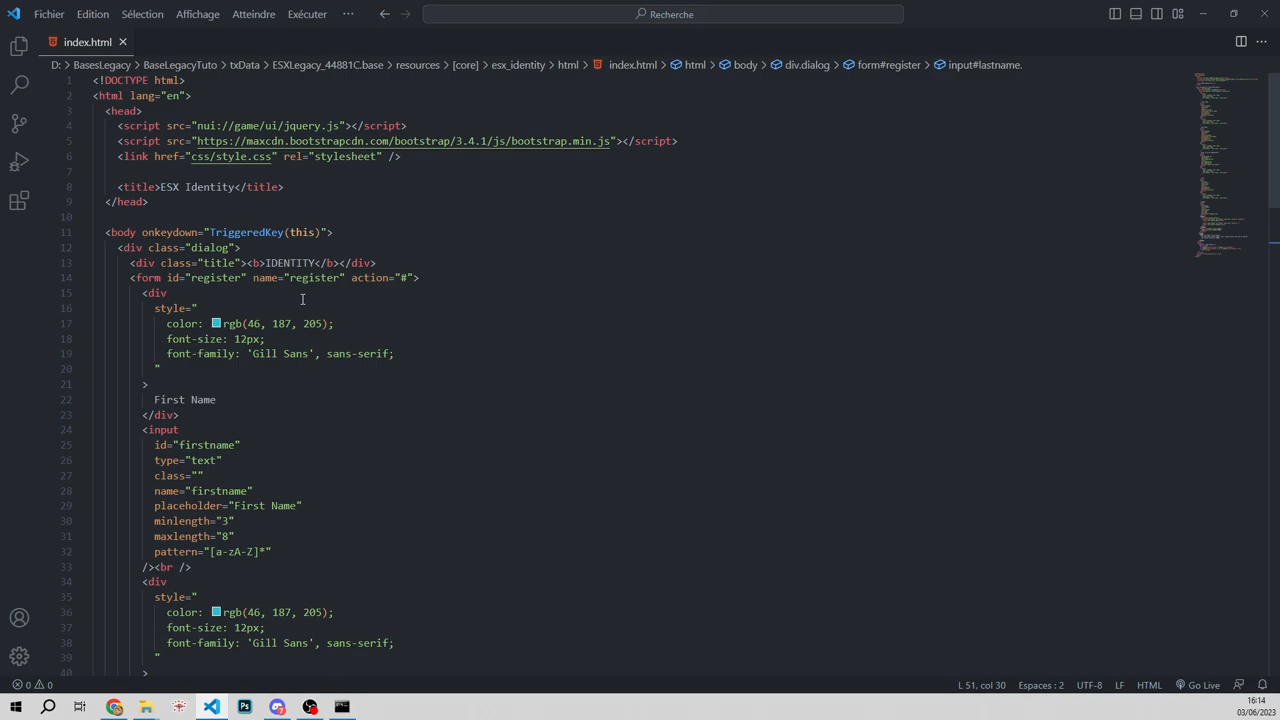 Fichier Edition Sélection Affichage Atteindre Exécuter ··· Recherche
index.html
D: > BasesLegacy > BaseLegacyTuto > txData > ESXLegacy_44881C.base > resources > [core] > esx_identity > html > index.html > html > body > div.dialog > form#register > input#lastname.
1 <!DOCTYPE html>
2 <html lang="en">
3 <head>
4 <script src="nui://game/ui/jquery.js"></script>
5 <script src="https://maxcdn.bootstrapcdn.com/bootstrap/3.4.1/js/bootstrap.min.js"></script>
6 <link href="css/style.css" rel="stylesheet" />
7
8 <title>ESX Identity</title>
9 </head>
10
11 <body onkeydown="TriggeredKey(this)">
12 <div class="dialog">
13 <div class="title"><b>IDENTITY</b></div>
14 <form id="register" name="register" action="#">
15 <div
16 style="
17 color: rgb(46, 187, 205);
18 font-size: 12px;
19 font-family: 'Gill Sans', sans-serif;
20 "
21 >
22 First Name
23 </div>
24 <input
25 id="firstname"
26 type="text"
27 class=""
28 name="firstname"
29 placeholder="First Name"
30 minlength="3"
31 maxlength="8"
32 pattern="[a-zA-Z]*"
33 /><br />
34 <div
35 style="
36 color: rgb(46, 187, 205);
37 font-size: 12px;
38 font-family: 'Gill Sans', sans-serif;
39 "
40 >
0 0 L 51, col 30 Espaces : 2 UTF-8 LF HTML Go Live
Ps
16:14
03/06/2023